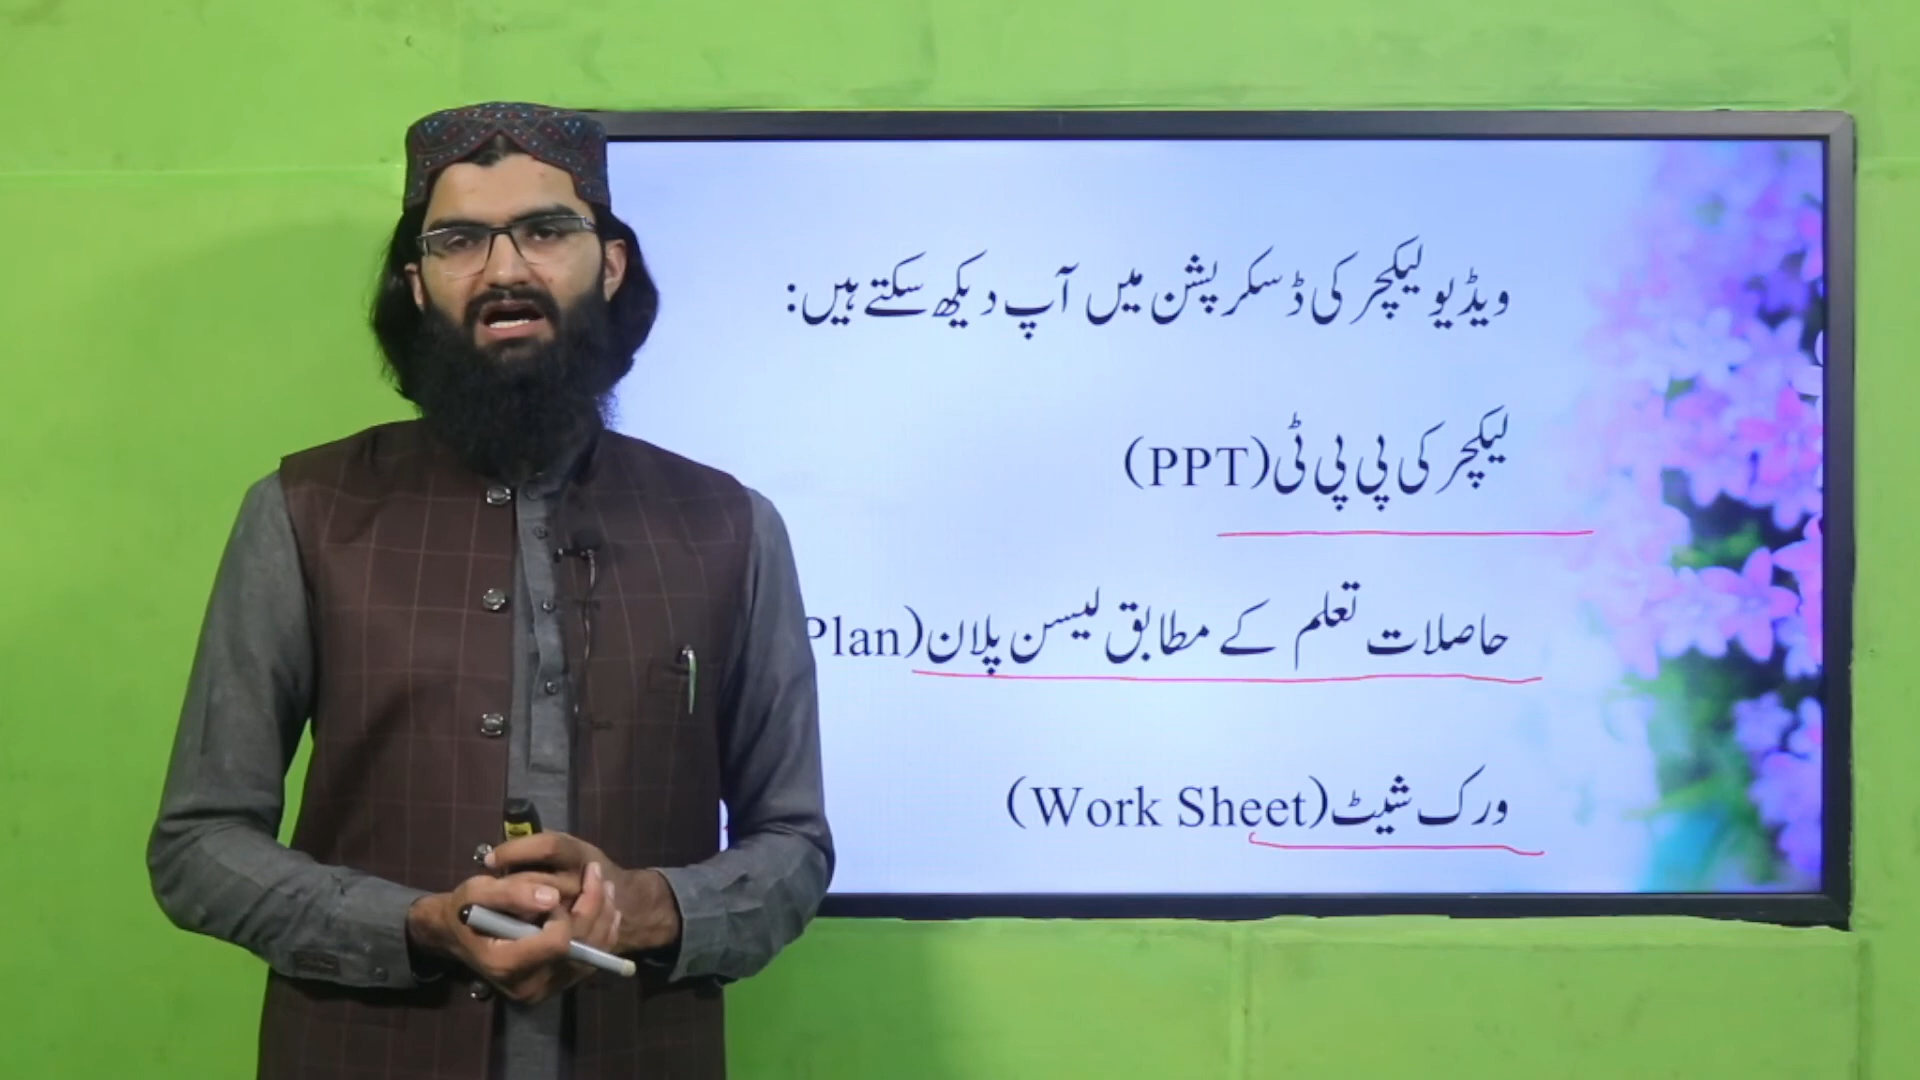 ویڈیو لیکچر کی ڈسکرپشن میں آپ دیکھ سکتے ہیں:
لیکچر کی پی پی ٹی (PPT)
حاصلات تعلم کے مطابق لیسن پلان (Plan
ورک شیٹ (Work Sheet)